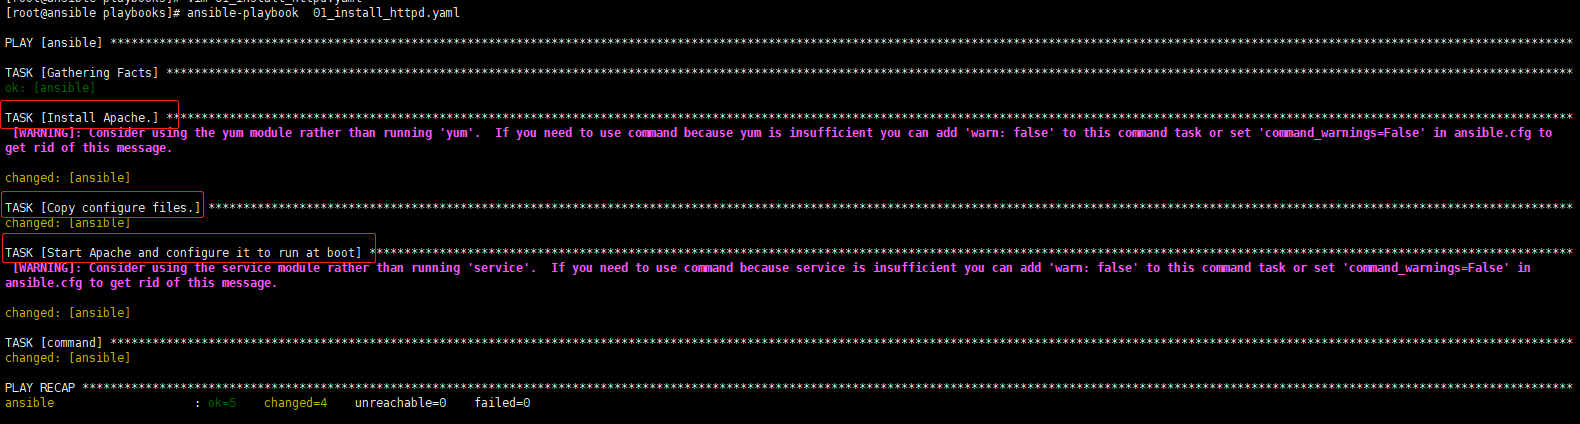 [root@ansible playbooks]# vim 01_install_httpd.yaml
[root@ansible playbooks]# ansible-playbook  01_install_httpd.yaml
PLAY [ansible] ****************************************************************
TASK [Gathering Facts] ****************************************************************
ok: [ansible]
TASK [Install Apache.] ****************************************************************
[WARNING]: Consider using the yum module rather than running 'yum'.  If you need to use command because yum is insufficient you can add 'warn: false' to this command task or set 'command_warnings=False' in ansible.cfg to
get rid of this message.
changed: [ansible]
TASK [Copy configure files.] ****************************************************************
changed: [ansible]
TASK [Start Apache and configure it to run at boot] ****************************************************************
[WARNING]: Consider using the service module rather than running 'service'.  If you need to use command because service is insufficient you can add 'warn: false' to this command task or set 'command_warnings=False' in
ansible.cfg to get rid of this message.
changed: [ansible]
TASK [command] ****************************************************************
changed: [ansible]
PLAY RECAP ****************************************************************
ansible                    : ok=5    changed=4    unreachable=0    failed=0